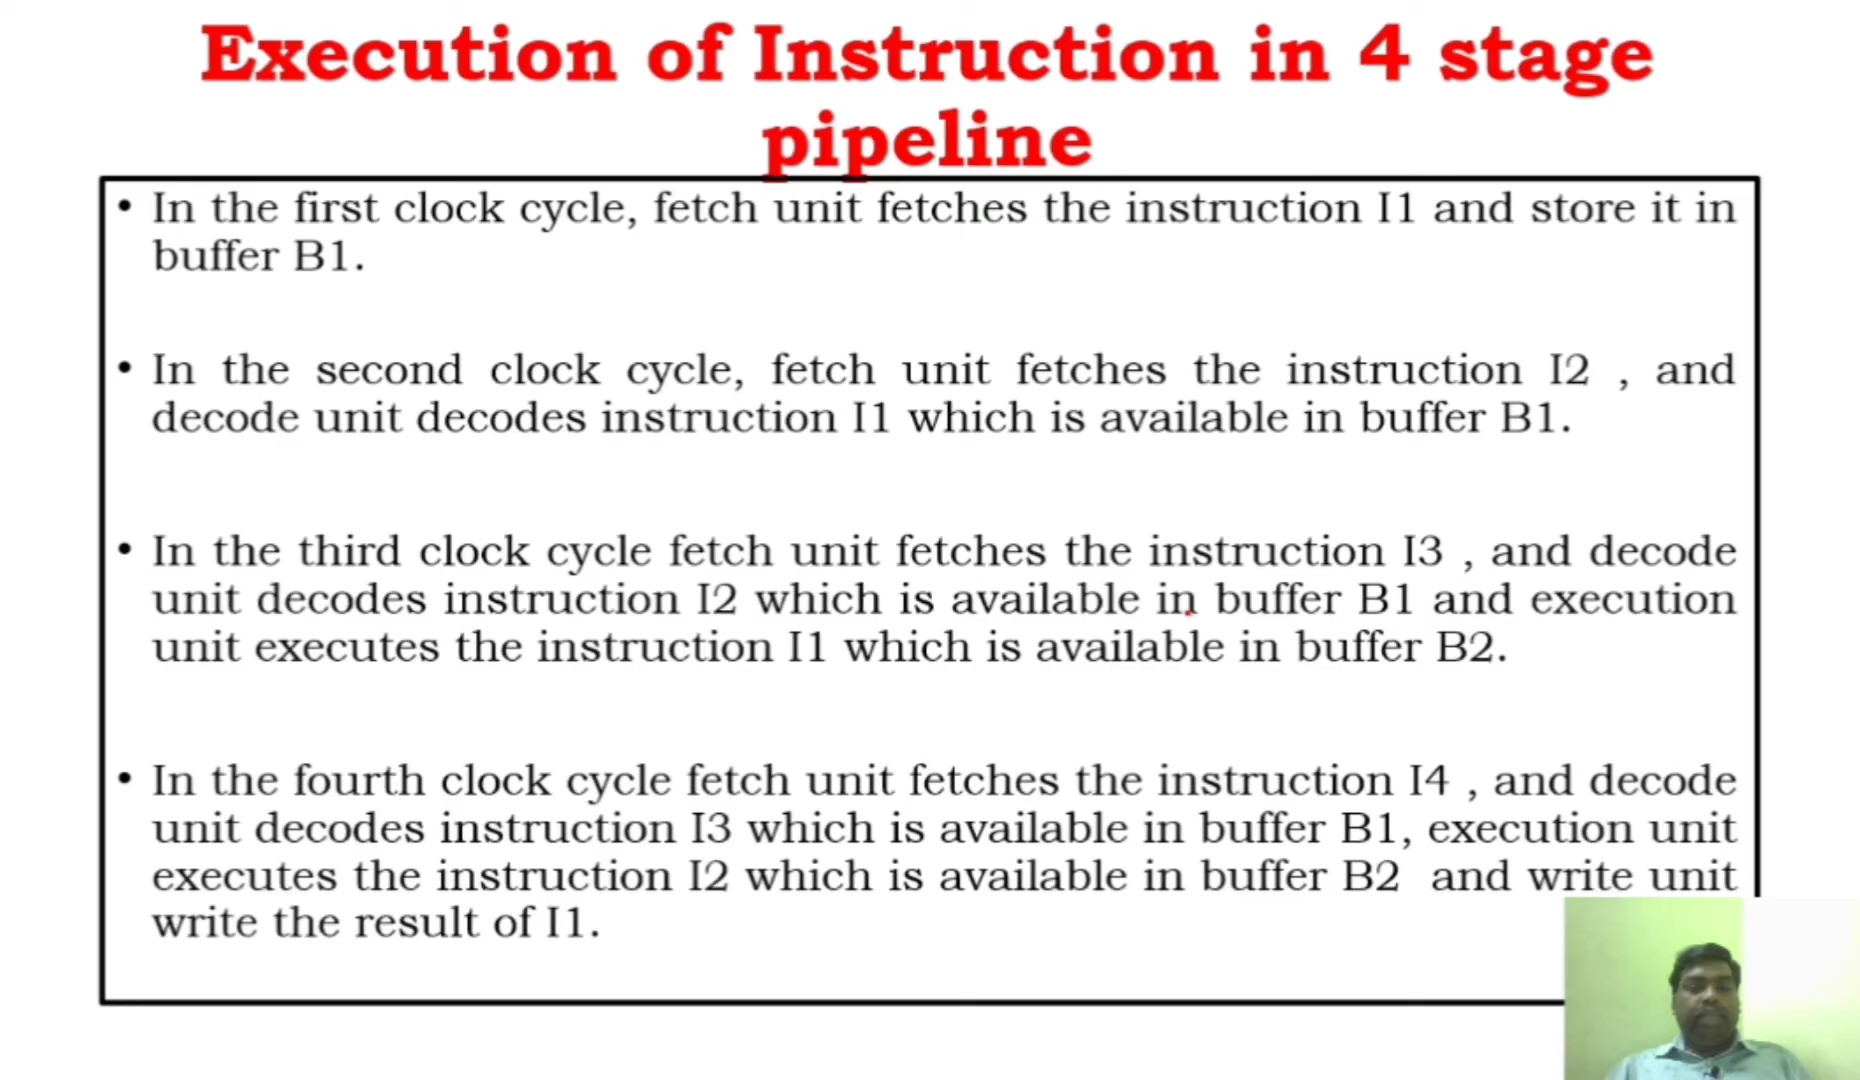 Execution of Instruction in 4 stage
pipeline
• In the first clock cycle, fetch unit fetches the instruction I1 and store it in
buffer B1.
• In the second clock cycle, fetch unit fetches the instruction I2 , and
decode unit decodes instruction I1 which is available in buffer B1.
• In the third clock cycle fetch unit fetches the instruction I3 , and decode
unit decodes instruction I2 which is available in buffer B1 and execution
unit executes the instruction I1 which is available in buffer B2.
• In the fourth clock cycle fetch unit fetches the instruction I4 , and decode
unit decodes instruction I3 which is available in buffer B1, execution unit
executes the instruction I2 which is available in buffer B2 and write unit
write the result of I1.